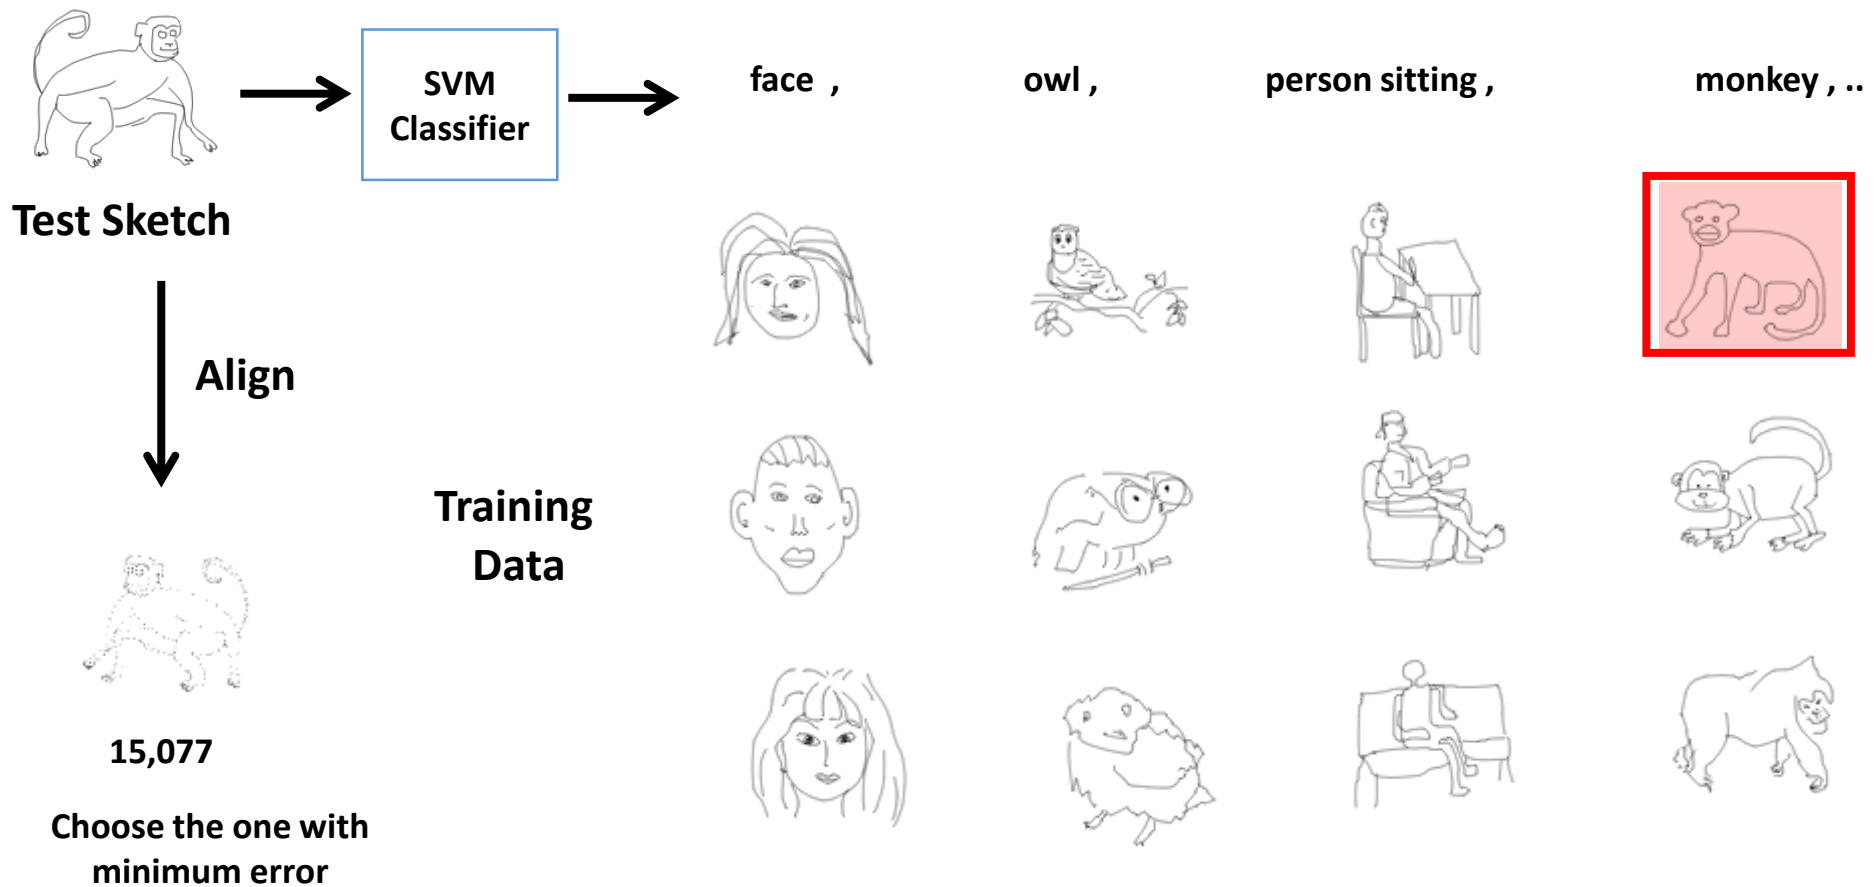 SVM
Classifier
face ,
owl ,
person sitting ,
monkey , ..
Test Sketch
Align
Training
Data
15,077
Choose the one with
minimum error